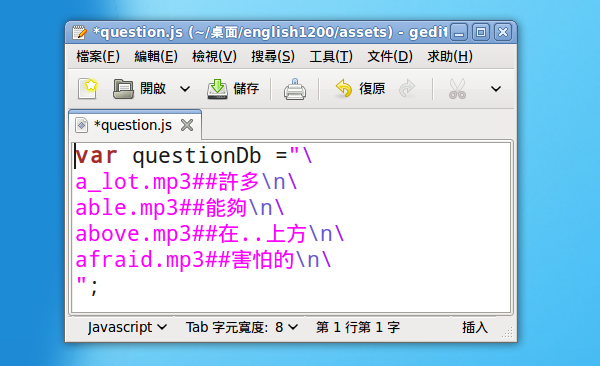 *question.js (~/桌面/english1200/assets) - gedit
檔案(F) 編輯(E) 檢視(V) 搜尋(S) 工具(T) 文件(D) 求助(H)
開啟 儲存 復原
*question.js
var questionDb ="\
a_lot.mp3##許多\n\
able.mp3##能夠\n\
above.mp3##在..上方\n\
afraid.mp3##害怕的\n\
";
Javascript Tab 字元寬度: 8 第 1 行第 1 字 插入